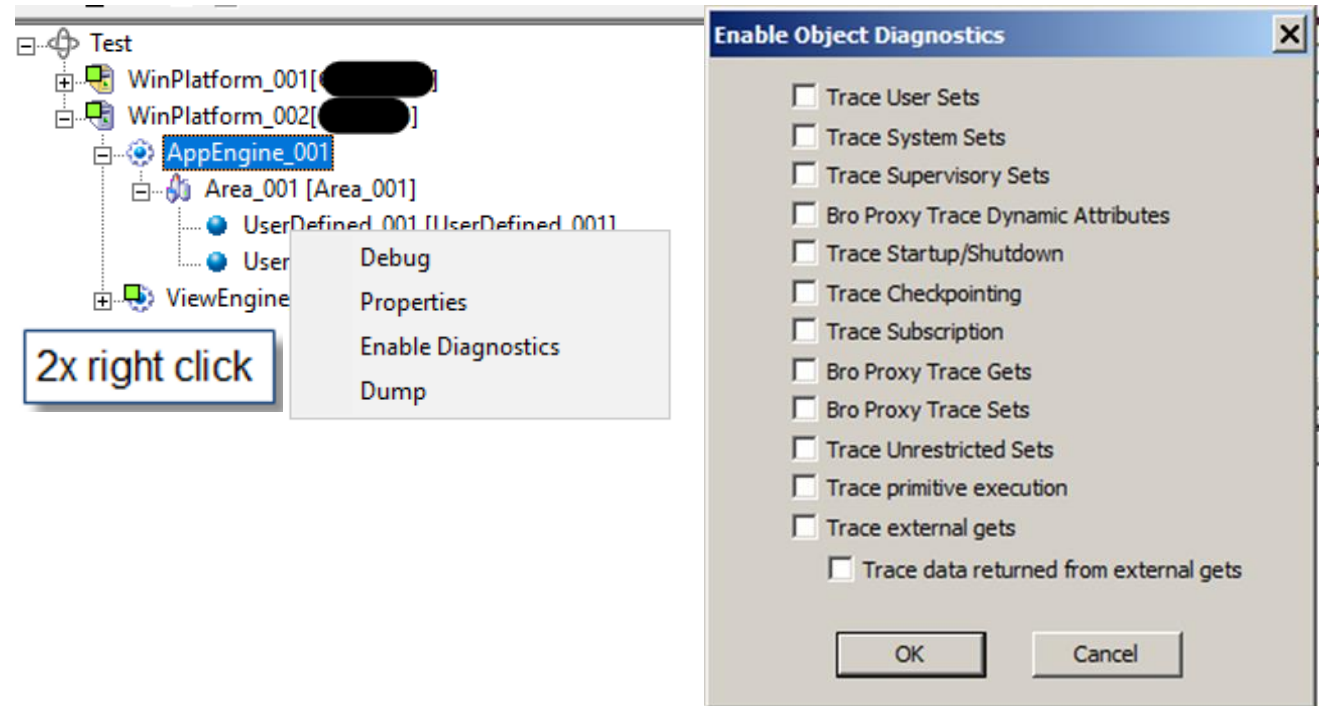 Test
WinPlatform_001[ ]
WinPlatform_002[ ]
AppEngine_001
Area_001 [Area_001]
UserDefined_001 [UserDefined_001]
User
ViewEngine
2x right click
Debug
Properties
Enable Diagnostics
Dump
Enable Object Diagnostics
Trace User Sets
Trace System Sets
Trace Supervisory Sets
Bro Proxy Trace Dynamic Attributes
Trace Startup/Shutdown
Trace Checkpointing
Trace Subscription
Bro Proxy Trace Gets
Bro Proxy Trace Sets
Trace Unrestricted Sets
Trace primitive execution
Trace external gets
Trace data returned from external gets
OK Cancel